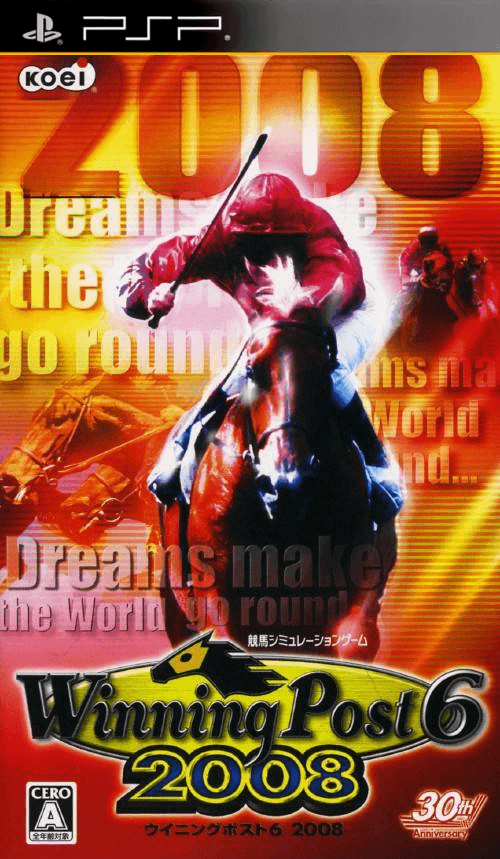 PSP®
KOEI®
2008
Dreams make
the World
go round
ms ma
World
nd...
Dreams make
the World go round
競馬シミュレーションゲーム
Winning Post 6
2008
ウイニングポスト6 2008
CERO
A
全年齢対象
30th
Anniversary